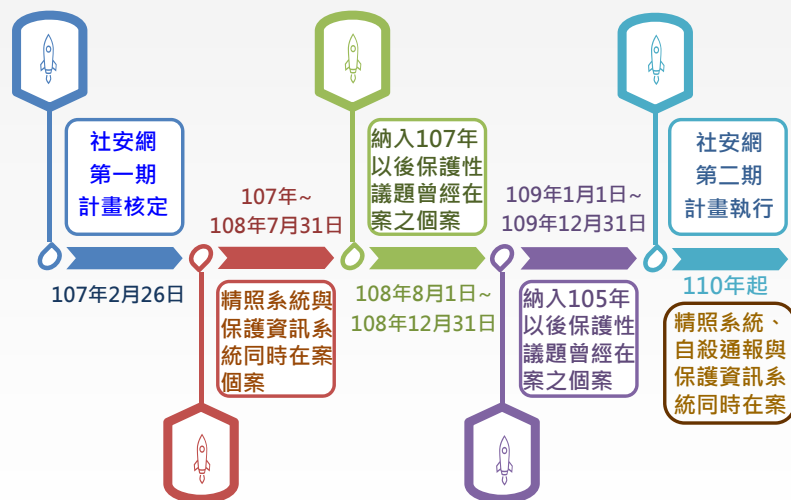 社安網
第一期
計畫核定
107年2月26日
107年~
108年7月31日
精照系統與
保護資訊系
統同時在案
個案
納入107年
以後保護性
議題曾經在
案之個案
108年8月1日~
108年12月31日
109年1月1日~
109年12月31日
納入105年
以後保護性
議題曾經在
案之個案
社安網
第二期
計畫執行
110年起
精照系統、
自殺通報與
保護資訊系
統同時在案